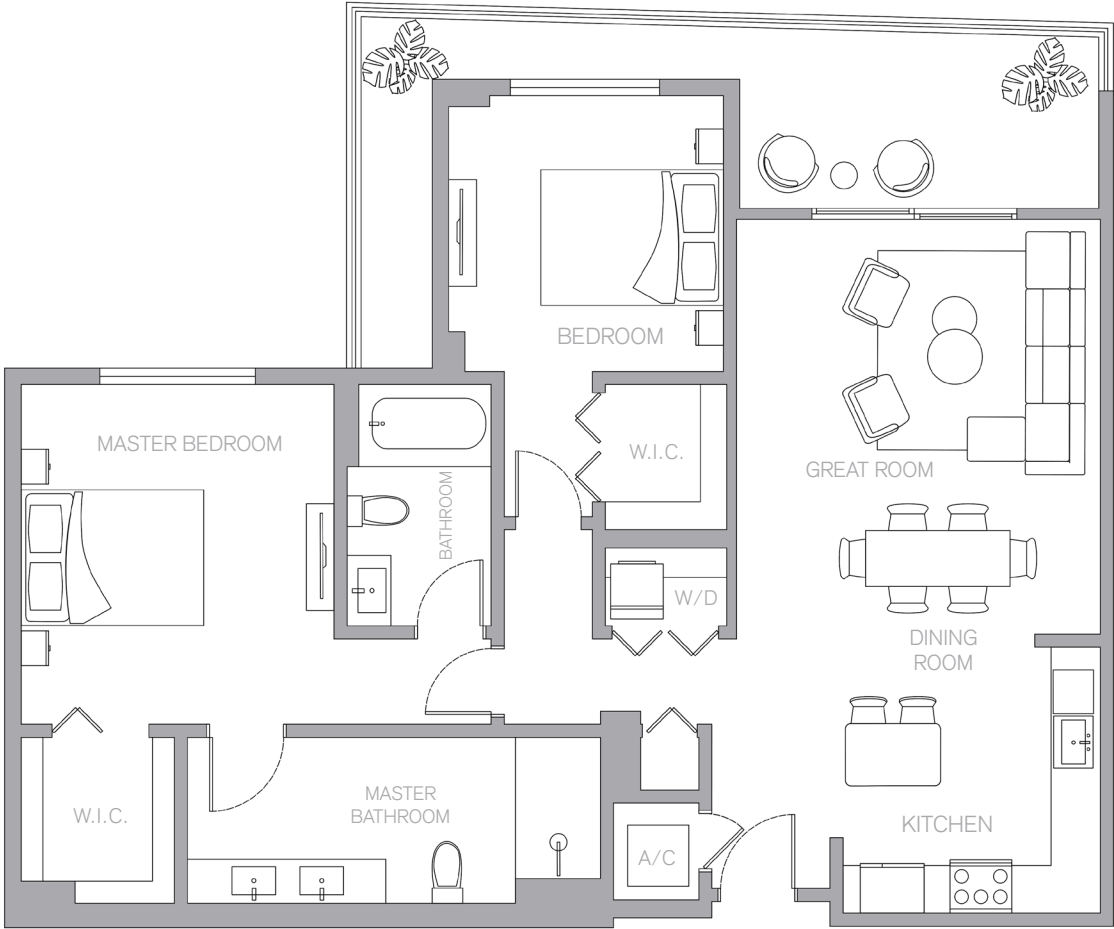 BEDROOM
MASTER BEDROOM
W.I.C.
GREAT ROOM
BATHROOM
W/D
DINING
ROOM
MASTER
BATHROOM
W.I.C.
KITCHEN
A/C